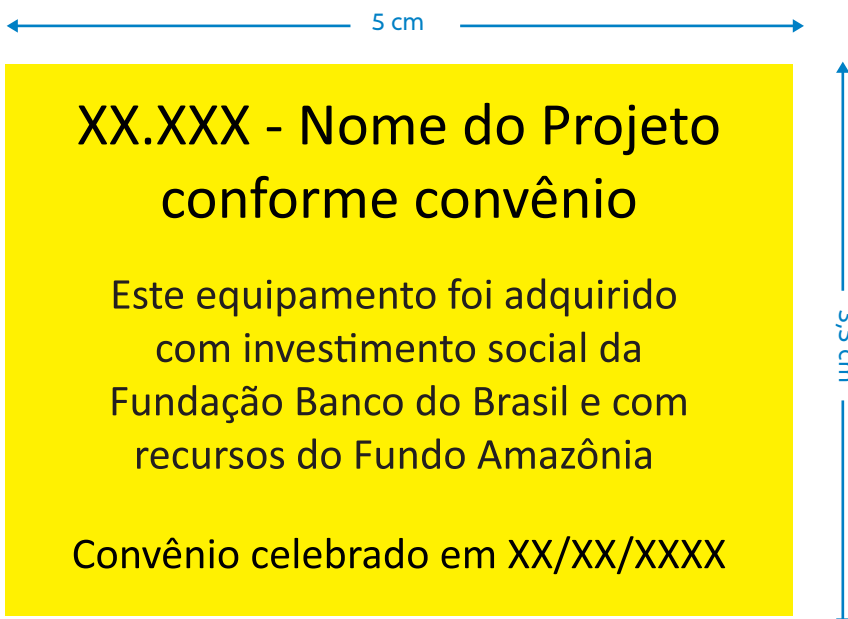 5 cm
XX.XXX - Nome do Projeto
conforme convênio
Este equipamento foi adquirido
com investimento social da
Fundação Banco do Brasil e com
recursos do Fundo Amazônia
Convênio celebrado em XX/XX/XXXX
cm